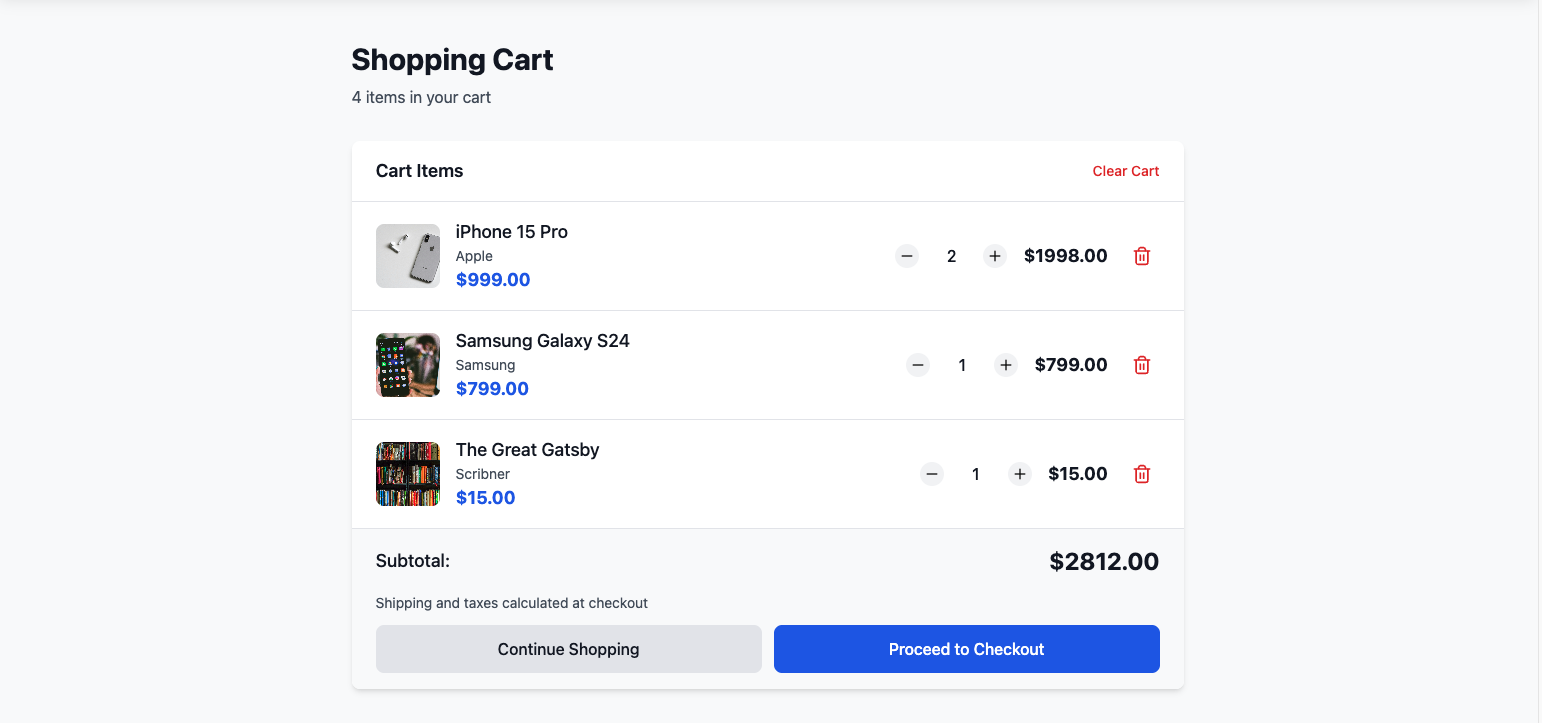 Shopping Cart
4 items in your cart
Cart Items
Clear Cart
iPhone 15 Pro
Apple
$999.00
2
$1998.00
Samsung Galaxy S24
Samsung
$799.00
1
$799.00
The Great Gatsby
Scribner
$15.00
1
$15.00
Subtotal:
$2812.00
Shipping and taxes calculated at checkout
Continue Shopping
Proceed to Checkout